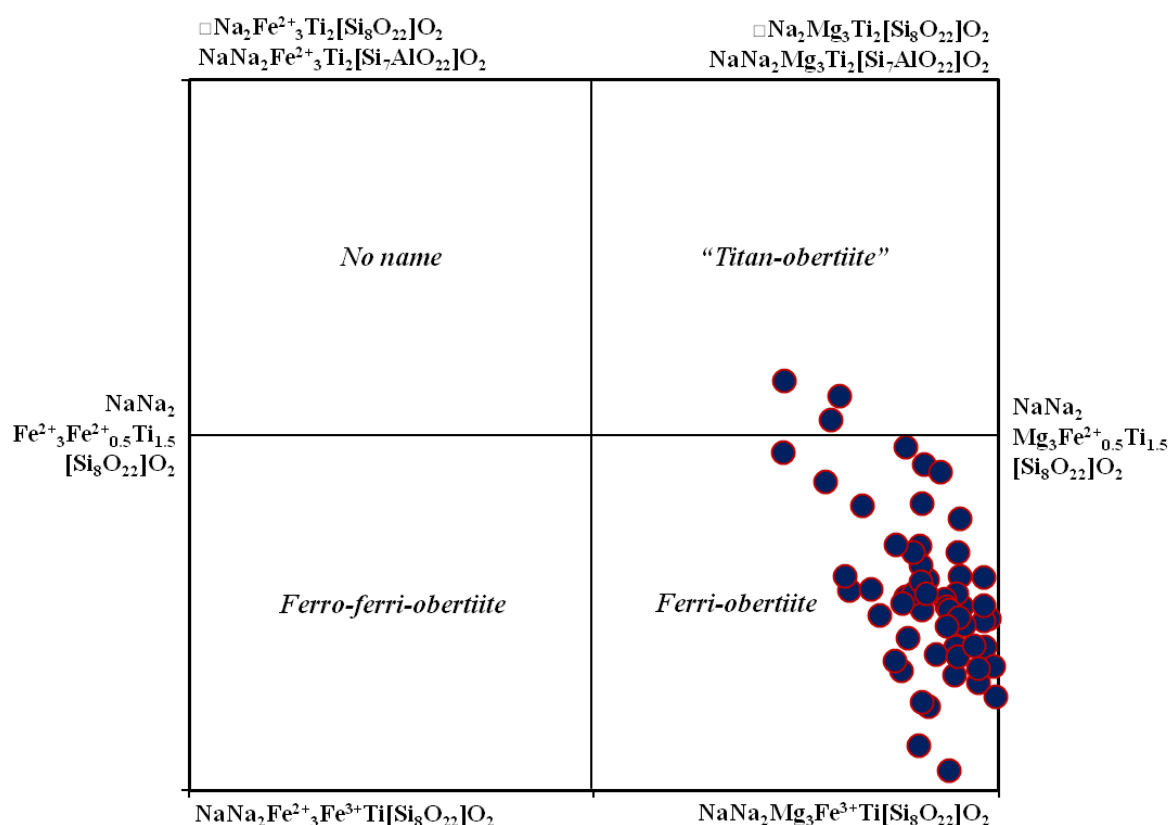 □Na₂Fe²⁺₃Ti₂[Si₈O₂₂]O₂
NaNa₂Fe²⁺₃Ti₂[Si₇AlO₂₂]O₂
□Na₂Mg₃Ti₂[Si₈O₂₂]O₂
NaNa₂Mg₃Ti₂[Si₇AlO₂₂]O₂
No name
“Titan-obertiite”
NaNa₂
Fe²⁺₃Fe²⁺₀.₅Ti₁.₅
[Si₈O₂₂]O₂
NaNa₂
Mg₃Fe²⁺₀.₅Ti₁.₅
[Si₈O₂₂]O₂
Ferro-ferri-obertiite
Ferri-obertiite
NaNa₂Fe²⁺₃Fe³⁺Ti[Si₈O₂₂]O₂
NaNa₂Mg₃Fe³⁺Ti[Si₈O₂₂]O₂